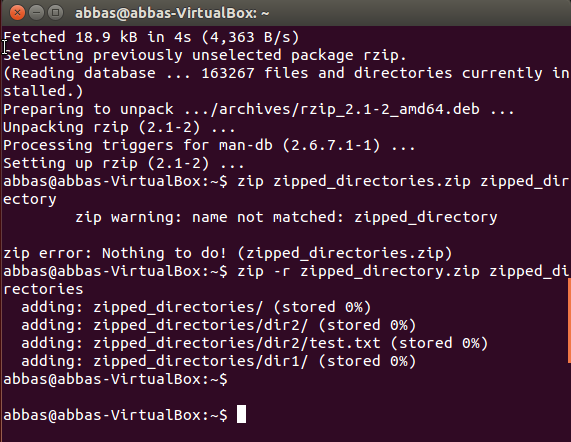 abbas@abbas-VirtualBox: ~
Fetched 18.9 kB in 4s (4,363 B/s)
Selecting previously unselected package rzip.
(Reading database ... 163267 files and directories currently in
stalled.)
Preparing to unpack .../archives/rzip_2.1-2_amd64.deb ...
Unpacking rzip (2.1-2) ...
Processing triggers for man-db (2.6.7.1-1) ...
Setting up rzip (2.1-2) ...
abbas@abbas-VirtualBox:~$ zip zipped_directories.zip zipped_dir
ectory
        zip warning: name not matched: zipped_directory

zip error: Nothing to do! (zipped_directories.zip)
abbas@abbas-VirtualBox:~$ zip -r zipped_directory.zip zipped_di
rectories
  adding: zipped_directories/ (stored 0%)
  adding: zipped_directories/dir2/ (stored 0%)
  adding: zipped_directories/dir2/test.txt (stored 0%)
  adding: zipped_directories/dir1/ (stored 0%)
abbas@abbas-VirtualBox:~$

abbas@abbas-VirtualBox:~$